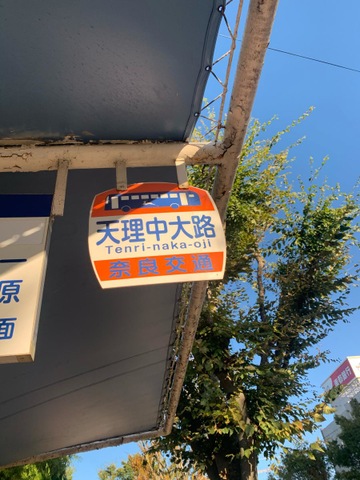 天理中大路
Tenri-naka-oji
奈良交通
原
面